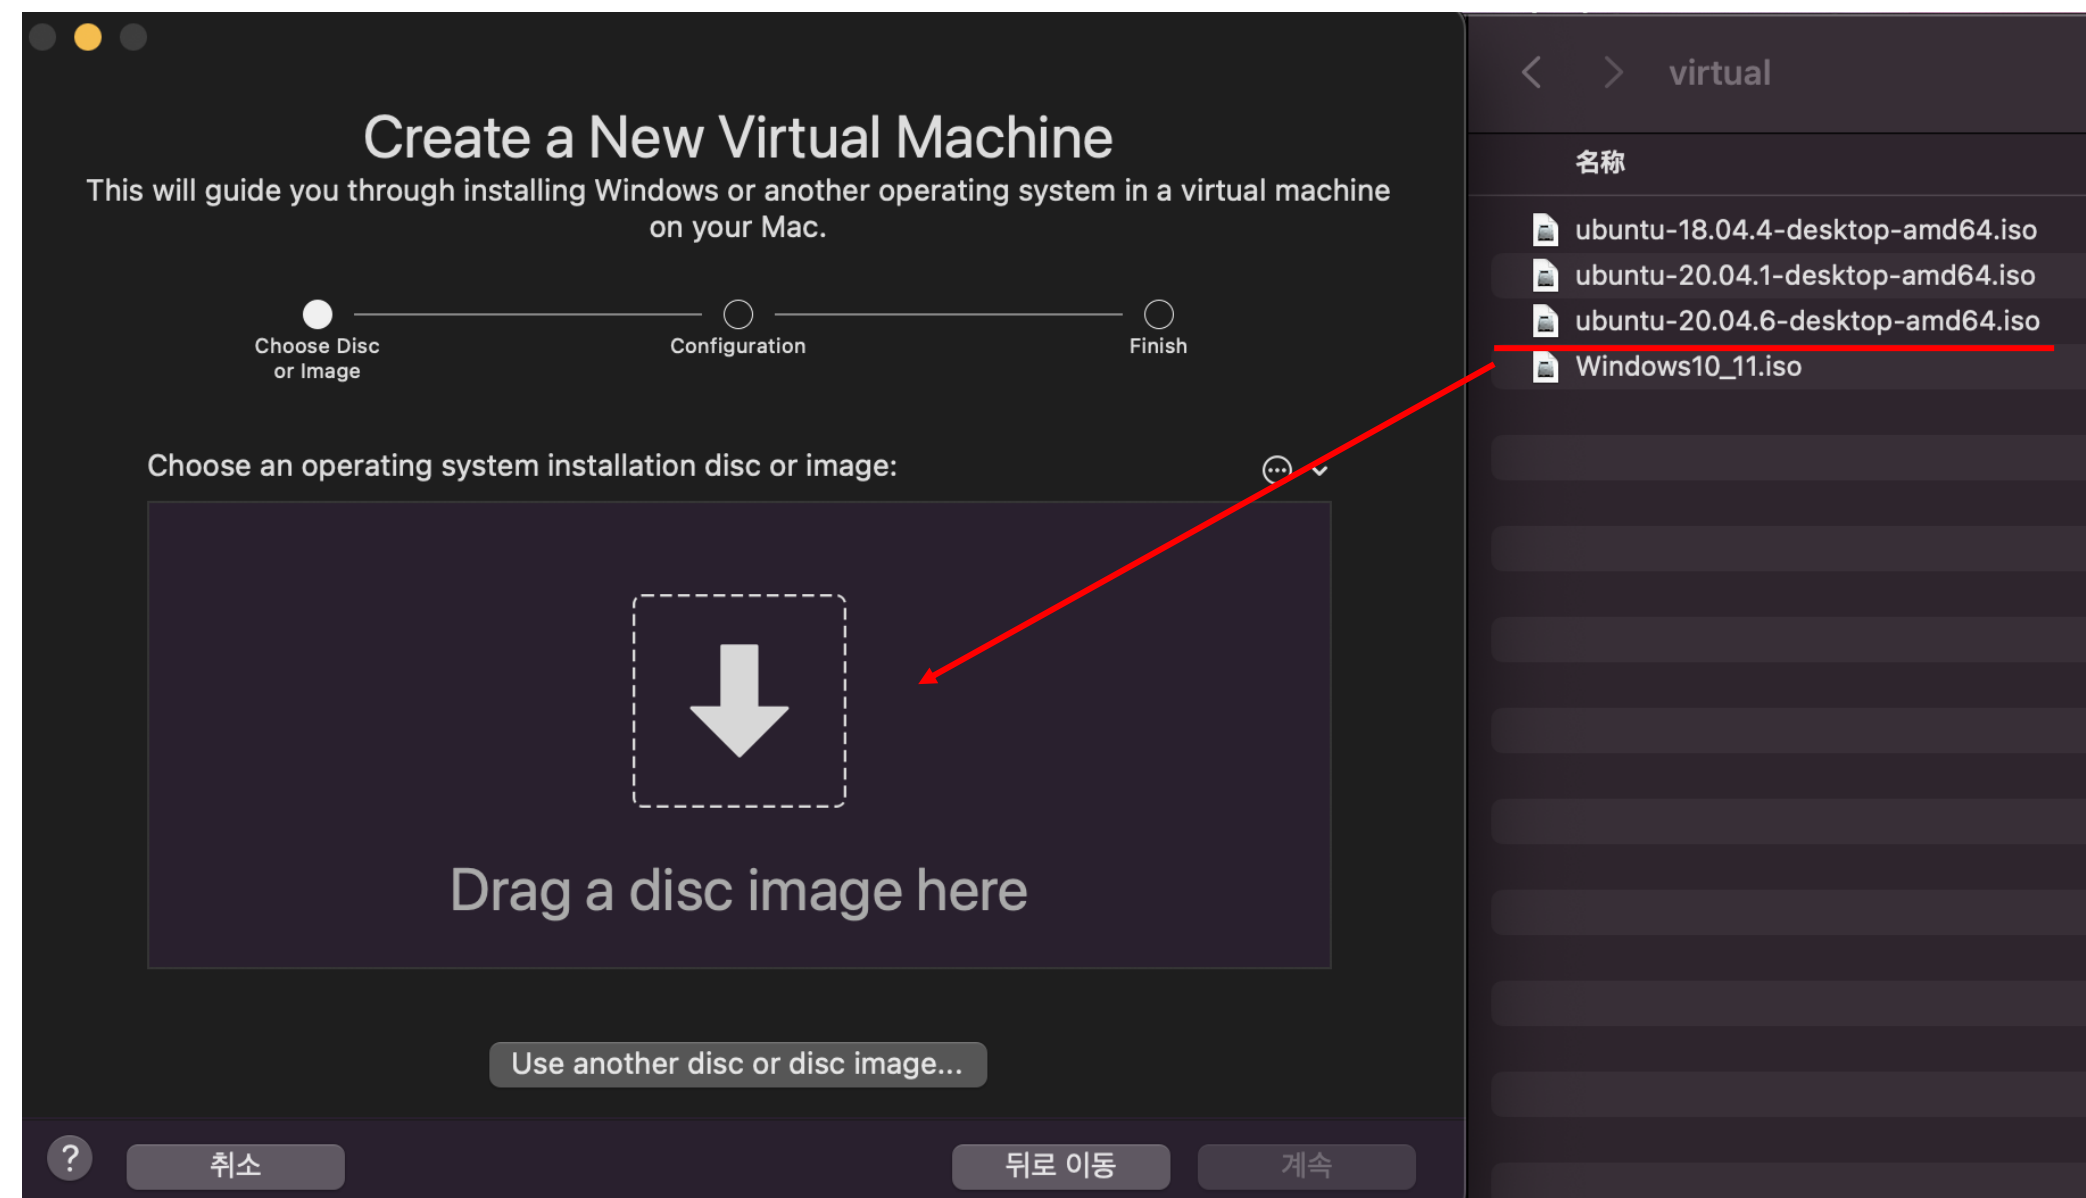 Create a New Virtual Machine
This will guide you through installing Windows or another operating system in a virtual machine
on your Mac.
Choose Disc
or Image
Configuration
Finish
Choose an operating system installation disc or image:
Drag a disc image here
Use another disc or disc image...
?
취소
뒤로 이동
계속
virtual
名称
ubuntu-18.04.4-desktop-amd64.iso
ubuntu-20.04.1-desktop-amd64.iso
ubuntu-20.04.6-desktop-amd64.iso
Windows10_11.iso